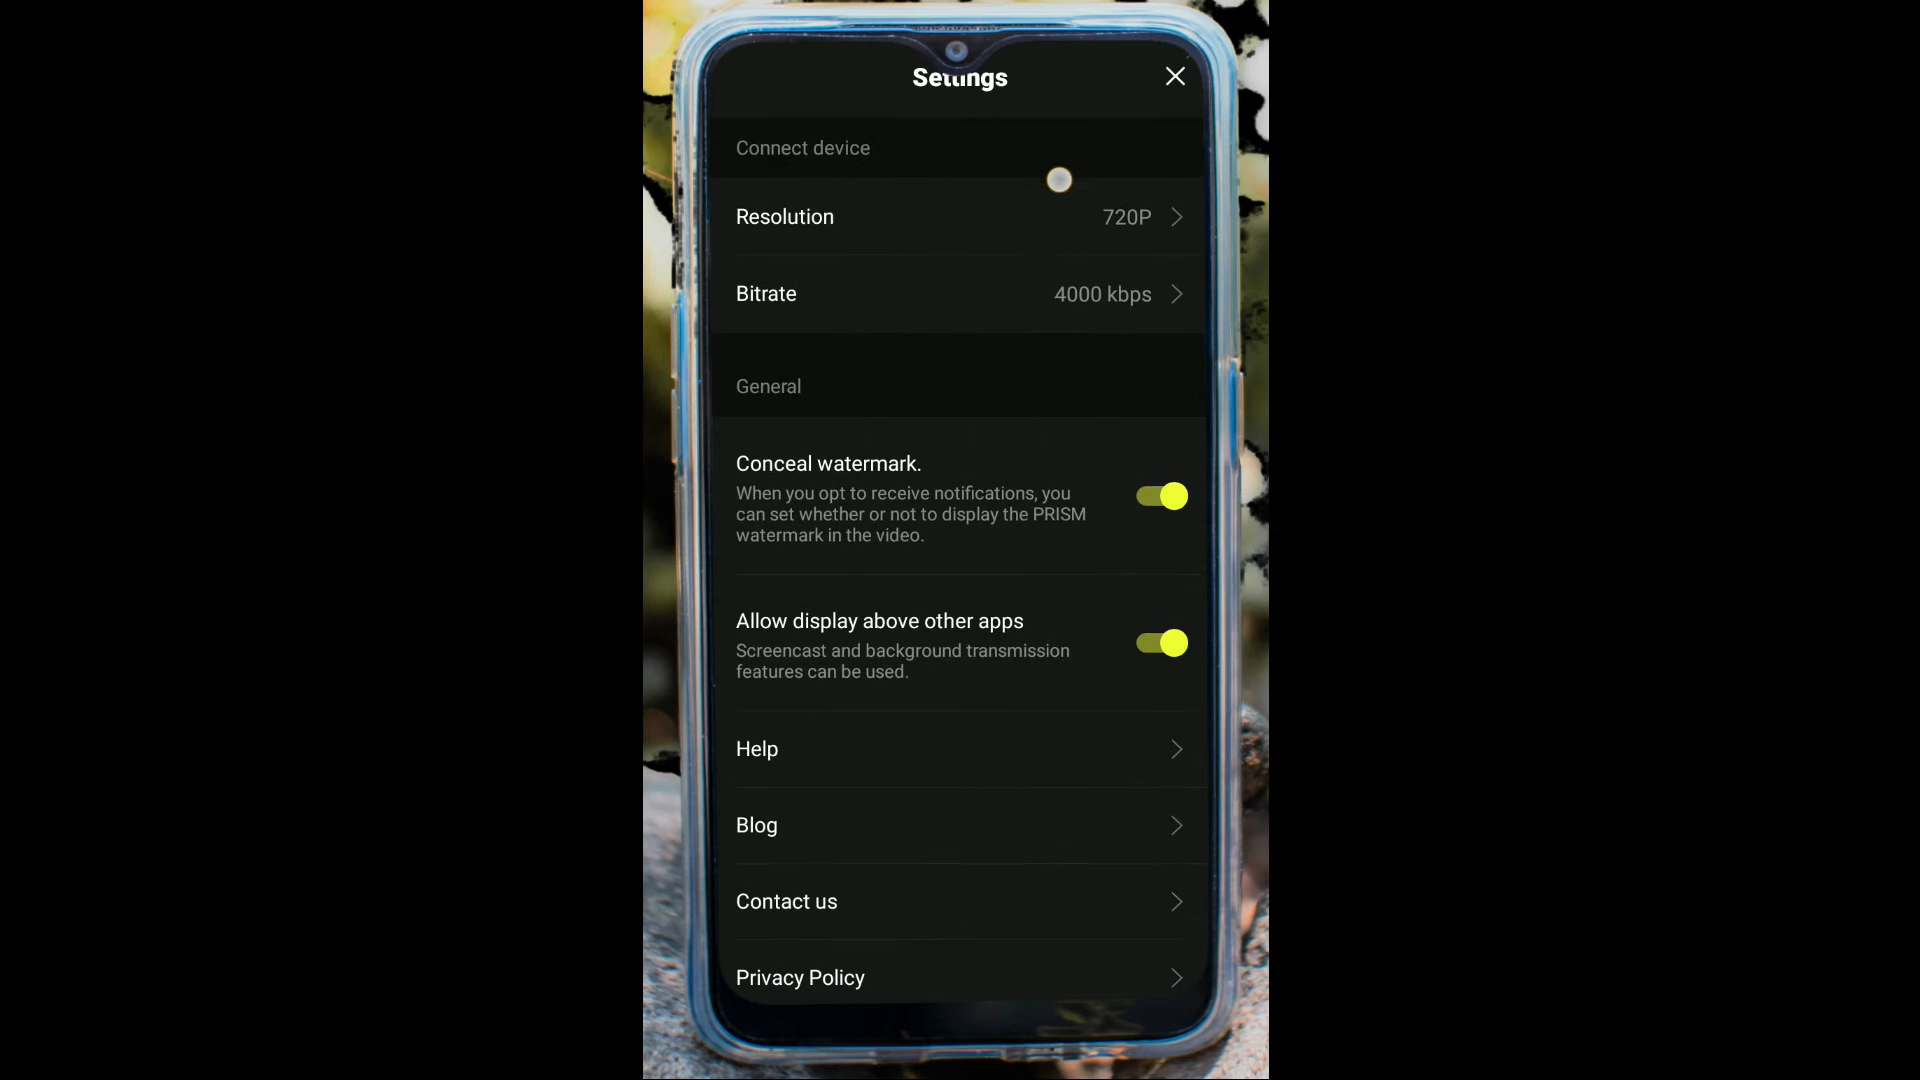 Settings
Connect device
Resolution 720P
Bitrate 4000 kbps
General
Conceal watermark.
When you opt to receive notifications, you
can set whether or not to display the PRISM
watermark in the video.
Allow display above other apps
Screencast and background transmission
features can be used.
Help
Blog
Contact us
Privacy Policy